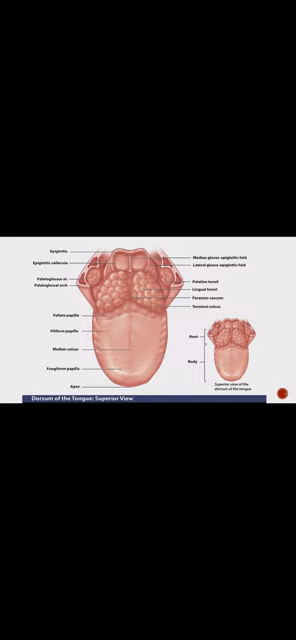 Epiglottis
Epiglottic vallecula
Palatoglossus m.
Palatoglossal arch
Vallate papillae
Filiform papilla
Median sulcus
Fungiform papilla
Apex
Median glosso-epiglottic fold
Lateral glosso-epiglottic fold
Palatine tonsil
Lingual tonsil
Foramen caecum
Terminal sulcus
Root
Body
Superior view of the
dorsum of the tongue
Dorsum of the Tongue: Superior View